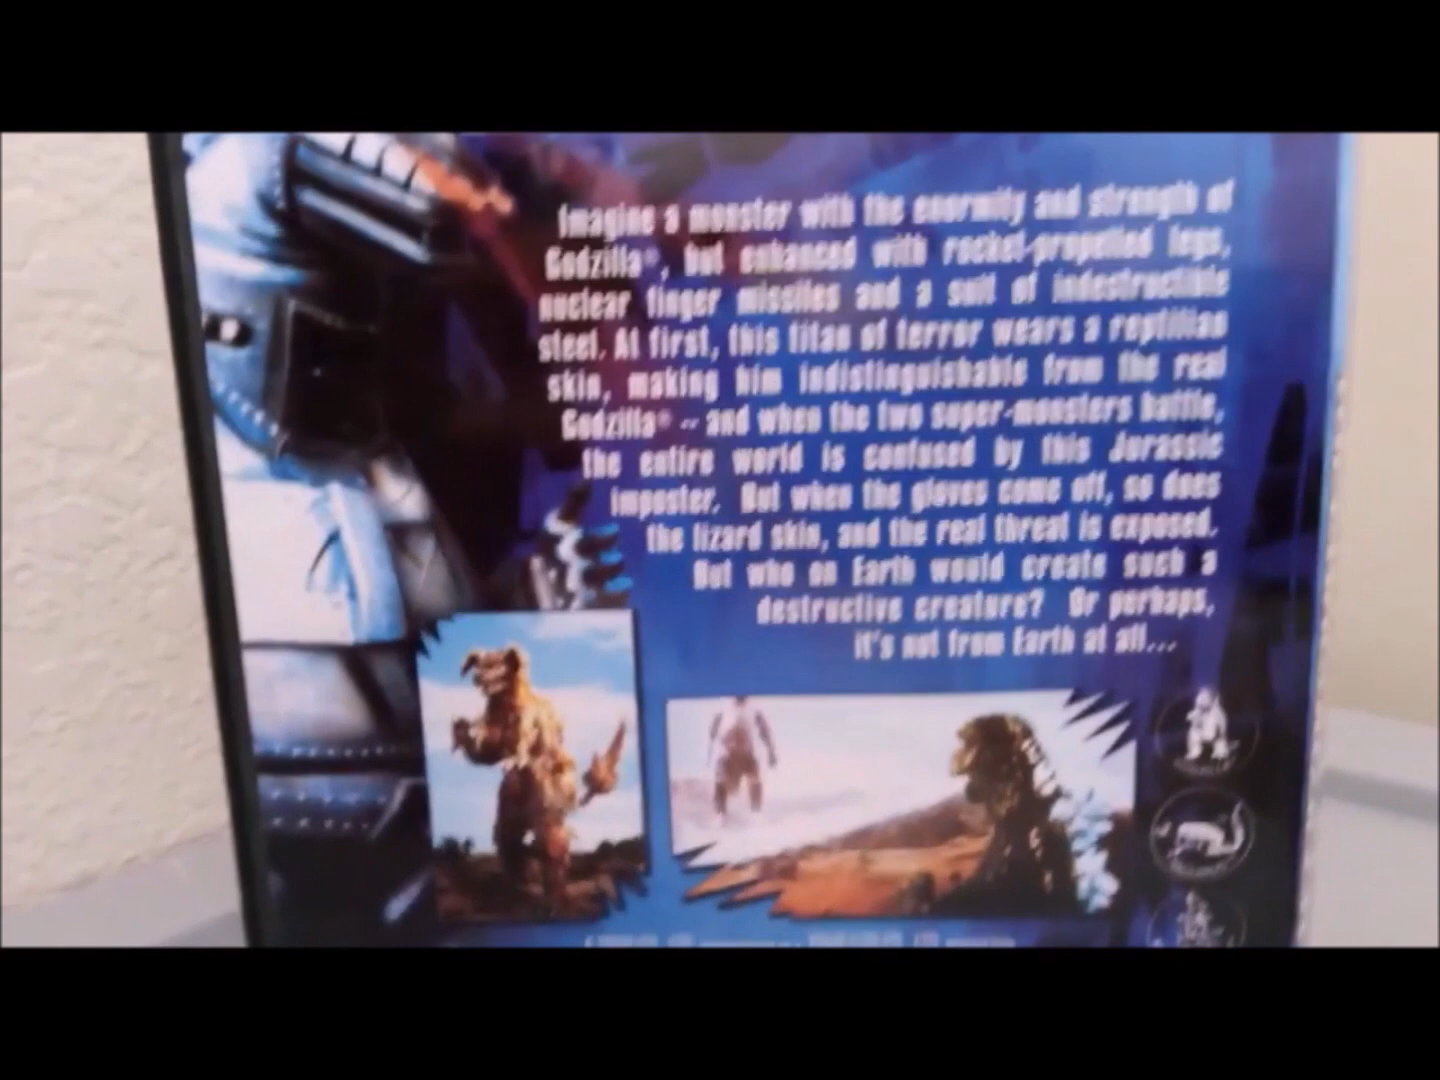 Imagine a monster with the enormity and strength of
Godzilla®, but enhanced with rocket-propelled legs,
nuclear finger missiles and a suit of indestructible
steel. At first, this titan of terror wears a reptilian
skin, making him indistinguishable from the real
Godzilla® -- and when the two super-monsters battle,
the entire world is confused by this Jurassic
imposter. But when the gloves come off, so does
the lizard skin, and the real threat is exposed.
But who on Earth would create such a
destructive creature? Or perhaps,
it's not from Earth at all...